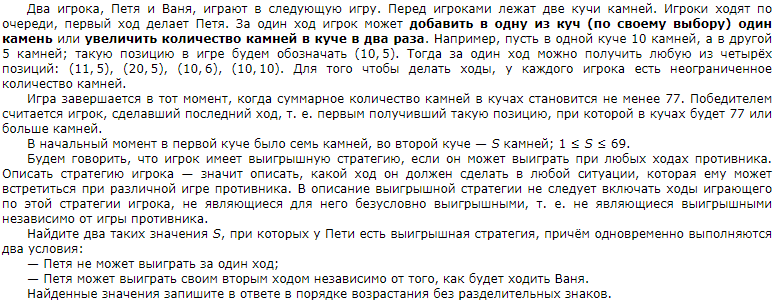 Два игрока, Петя и Ваня, играют в следующую игру. Перед игроками лежат две кучи камней. Игроки ходят по
очереди, первый ход делает Петя. За один ход игрок может добавить в одну из куч (по своему выбору) один
камень или увеличить количество камней в куче в два раза. Например, пусть в одной куче 10 камней, а в другой
5 камней; такую позицию в игре будем обозначать (10, 5). Тогда за один ход можно получить любую из четырёх
позиций: (11, 5), (20, 5), (10, 6), (10, 10). Для того чтобы делать ходы, у каждого игрока есть неограниченное
количество камней.
Игра завершается в тот момент, когда суммарное количество камней в кучах становится не менее 77. Победителем
считается игрок, сделавший последний ход, т. е. первым получивший такую позицию, при которой в кучах будет 77 или
больше камней.
В начальный момент в первой куче было семь камней, во второй куче — S камней; 1 ≤ S ≤ 69.
Будем говорить, что игрок имеет выигрышную стратегию, если он может выиграть при любых ходах противника.
Описать стратегию игрока — значит описать, какой ход он должен сделать в любой ситуации, которая ему может
встретиться при различной игре противника. В описание выигрышной стратегии не следует включать ходы играющего
по этой стратегии игрока, не являющиеся для него безусловно выигрышными, т. е. не являющиеся выигрышными
независимо от игры противника.
Найдите два таких значения S, при которых у Пети есть выигрышная стратегия, причём одновременно выполняются
два условия:
— Петя не может выиграть за один ход;
— Петя может выиграть своим вторым ходом независимо от того, как будет ходить Ваня.
Найденные значения запишите в ответе в порядке возрастания без разделительных знаков.